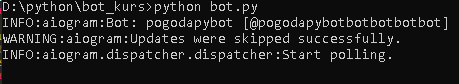 D:\python\bot_kurs>python bot.py
INFO:aiogram:Bot: pogodapybot [@pogodapybotbotbotbotbot]
WARNING:aiogram:Updates were skipped successfully.
INFO:aiogram.dispatcher.dispatcher:Start polling.